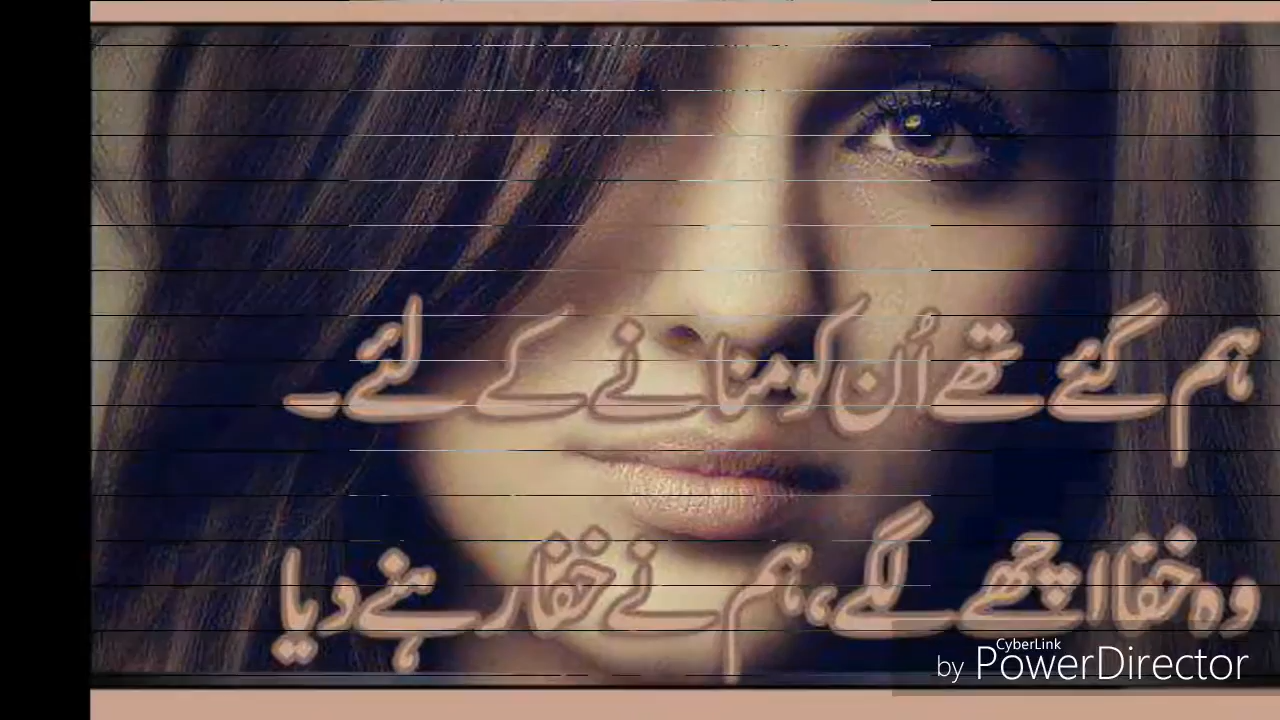 ہم گئے تھے اُن کو منانے کے لئے۔
وہ خفا اچھے لگے، ہم نے خفا رہنے دیا
CyberLink
by PowerDirector